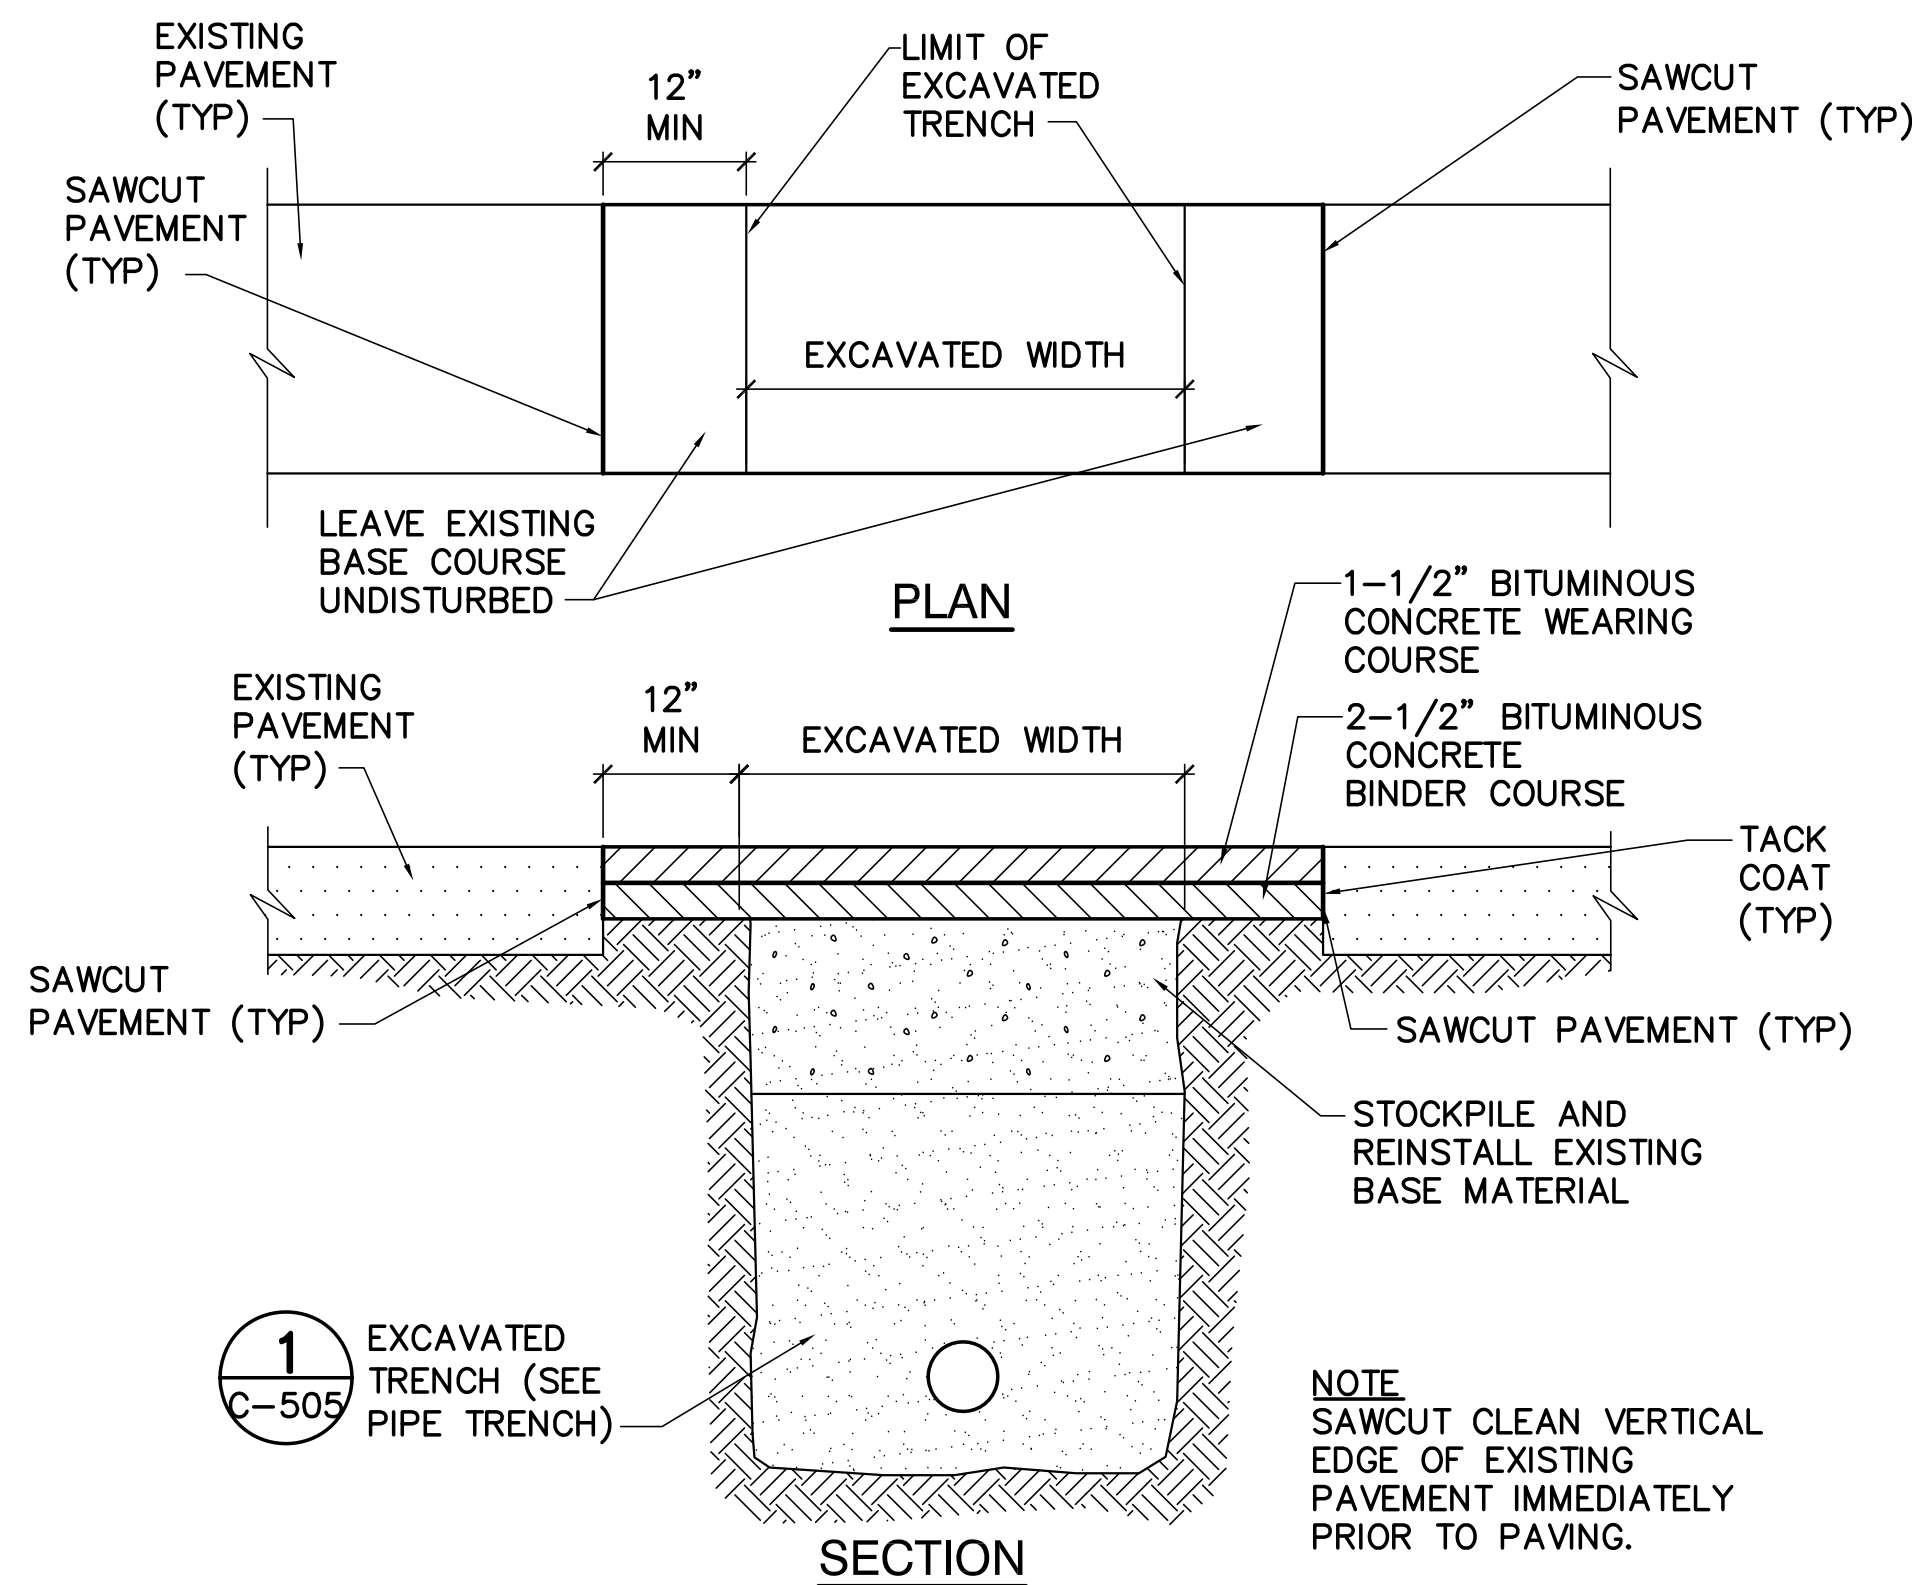 EXISTING
PAVEMENT
(TYP)
12"
MIN
LIMIT OF
EXCAVATED
TRENCH
SAWCUT
PAVEMENT (TYP)
SAWCUT
PAVEMENT
(TYP)
EXCAVATED WIDTH
LEAVE EXISTING
BASE COURSE
UNDISTURBED
PLAN
1-1/2" BITUMINOUS
CONCRETE WEARING
COURSE
EXISTING
PAVEMENT
(TYP)
12"
MIN
EXCAVATED WIDTH
2-1/2" BITUMINOUS
CONCRETE
BINDER COURSE
TACK
COAT
(TYP)
SAWCUT
PAVEMENT (TYP)
SAWCUT PAVEMENT (TYP)
STOCKPILE AND
REINSTALL EXISTING
BASE MATERIAL
1
C-505
EXCAVATED
TRENCH (SEE
PIPE TRENCH)
NOTE
SAWCUT CLEAN VERTICAL
EDGE OF EXISTING
PAVEMENT IMMEDIATELY
PRIOR TO PAVING.
SECTION